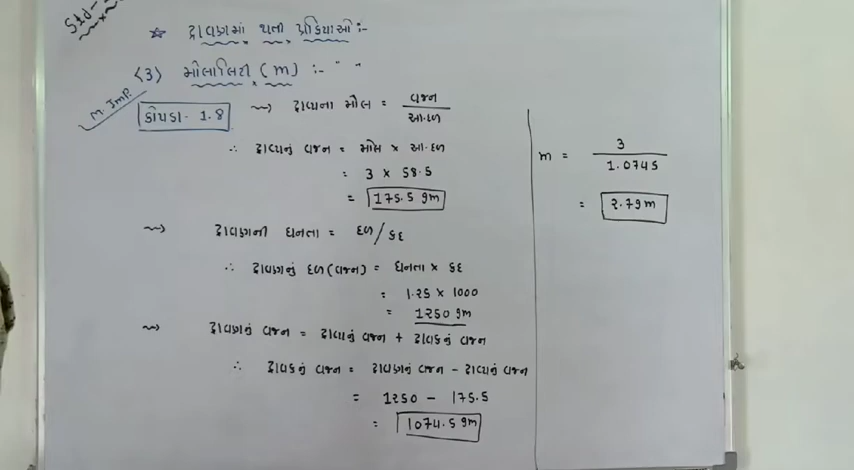 Std-
☆ દ્રાવણમાં થતી પ્રક્રિયાઓ :-
<3> મોલાલિટી (m) :- " "
M. Imp.
કોયડા - 1.8
⇝ દ્રાવ્યના મોલ = વજન / આ.દળ
∴ દ્રાવ્યનું વજન = મોલ × આ.દળ
= 3 × 58.5
= 175.5 gm
⇝ દ્રાવણની ઘનતા = દળ/કદ
∴ દ્રાવણનું દળ (વજન) = ઘનતા × કદ
= 1.25 × 1000
= 1250 gm
⇝ દ્રાવણનું વજન = દ્રાવ્યનું વજન + દ્રાવકનું વજન
∴ દ્રાવકનું વજન = દ્રાવણનું વજન - દ્રાવ્યનું વજન
= 1250 - 175.5
= 1074.5 gm
m = 3 / 1.0745
= 2.79 m